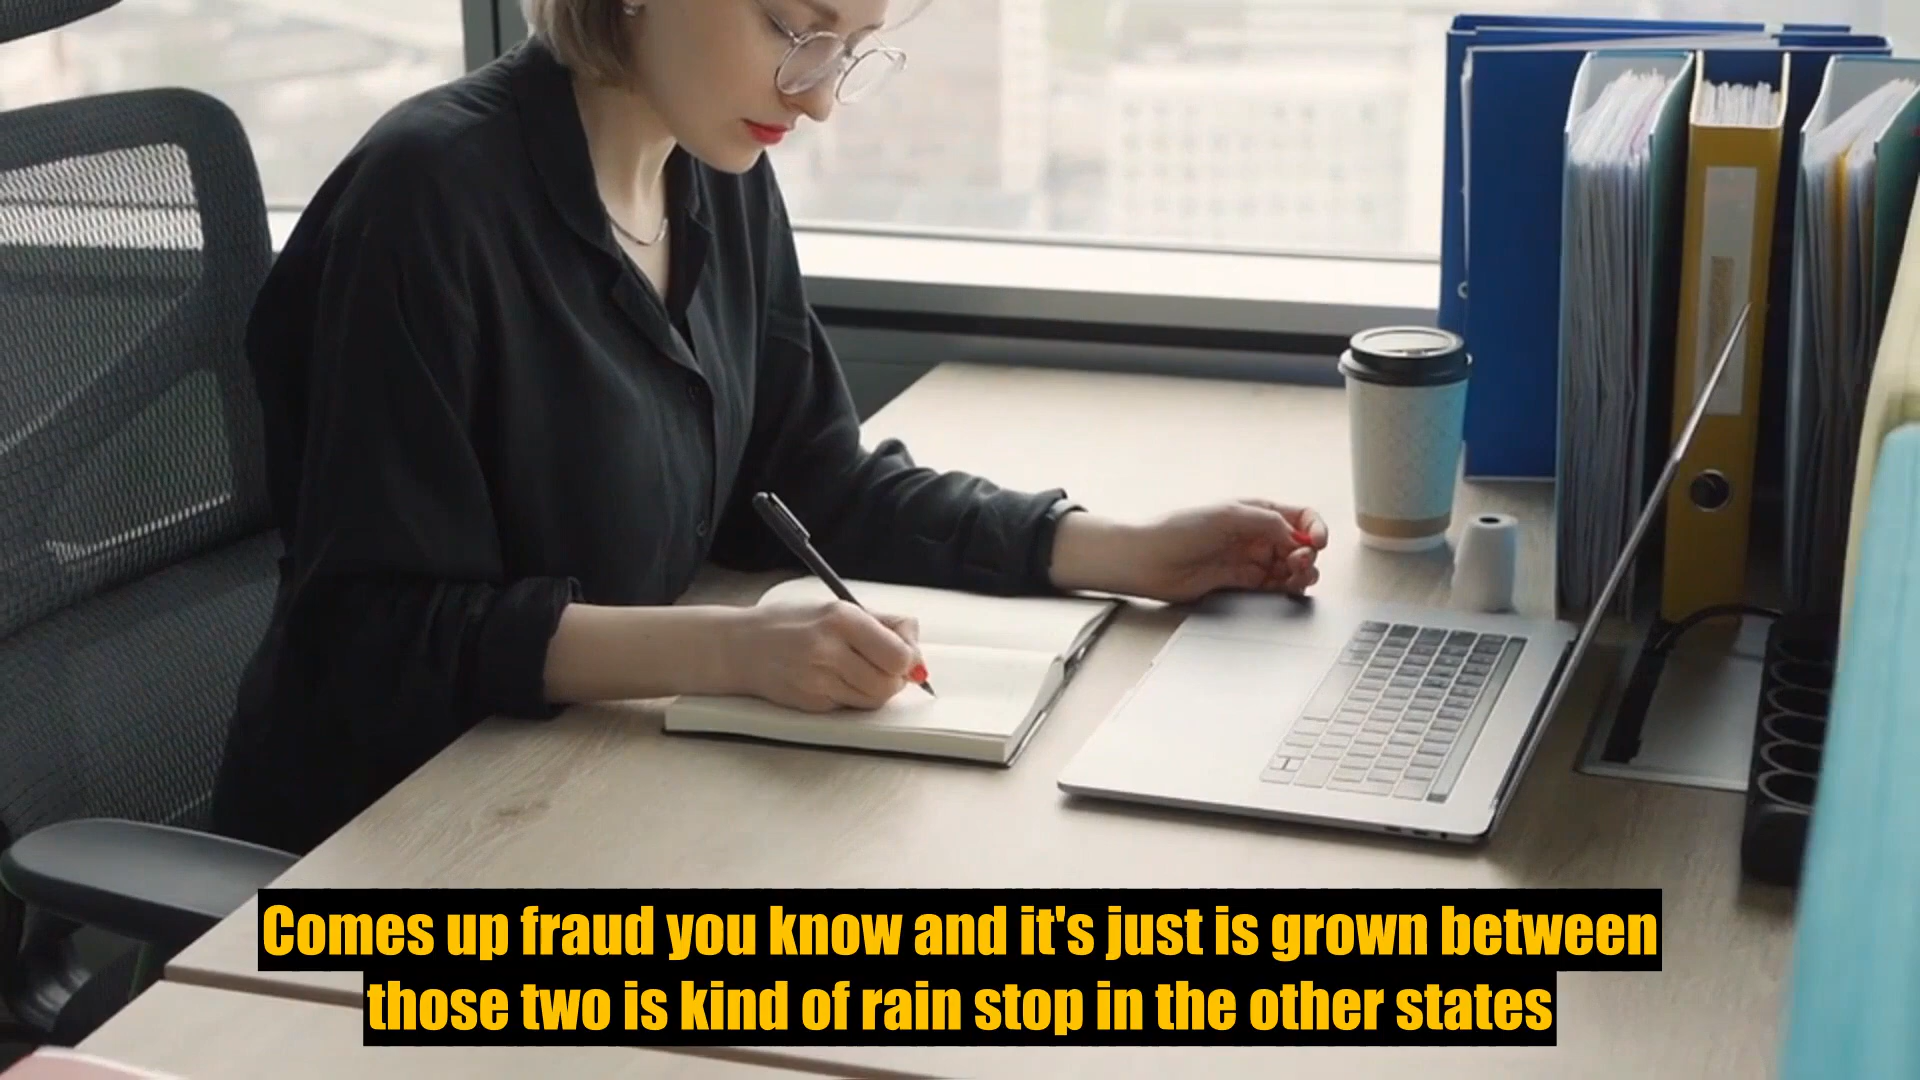 Comes up fraud you know and it's just is grown between
those two is kind of rain stop in the other states